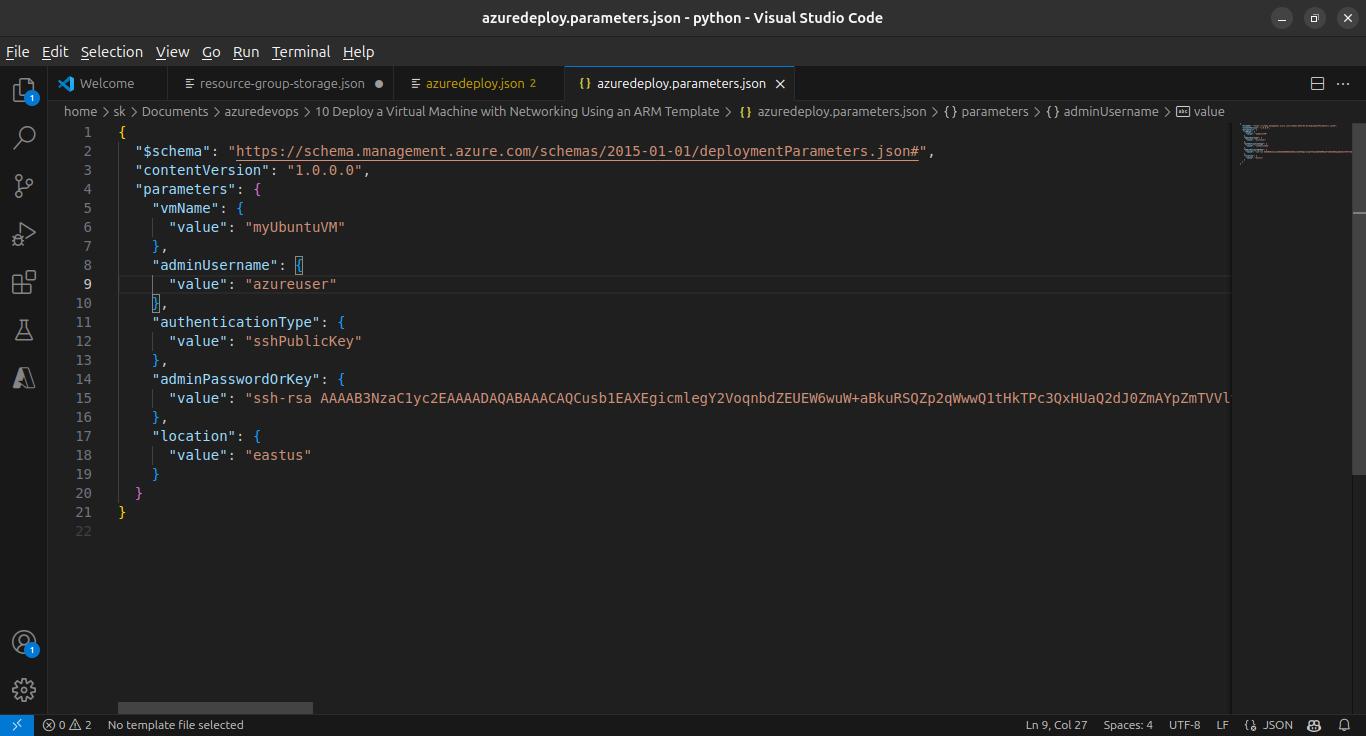 azuredeploy.parameters.json - python - Visual Studio Code
File Edit Selection View Go Run Terminal Help
Welcome resource-group-storage.json azuredeploy.json 2 azuredeploy.parameters.json
home > sk > Documents > azuredevops > 10 Deploy a Virtual Machine with Networking Using an ARM Template > {} azuredeploy.parameters.json > {} parameters > {} adminUsername > abc value
1 {
2 "$schema": "https://schema.management.azure.com/schemas/2015-01-01/deploymentParameters.json#",
3 "contentVersion": "1.0.0.0",
4 "parameters": {
5 "vmName": {
6 "value": "myUbuntuVM"
7 },
8 "adminUsername": {
9 "value": "azureuser"
10 },
11 "authenticationType": {
12 "value": "sshPublicKey"
13 },
14 "adminPasswordOrKey": {
15 "value": "ssh-rsa AAAAB3NzaC1yc2EAAAADAQABAAACAQCusb1EAXEgicmlegY2VoqnbdZEUEW6wuW+aBkuRSQZp2qWwwQ1tHkTPc3QxHUaQ2dJ0ZmAYpZmTVVl
16 },
17 "location": {
18 "value": "eastus"
19 }
20 }
21 }
22
1
1
0 2 No template file selected Ln 9, Col 27 Spaces: 4 UTF-8 LF {} JSON